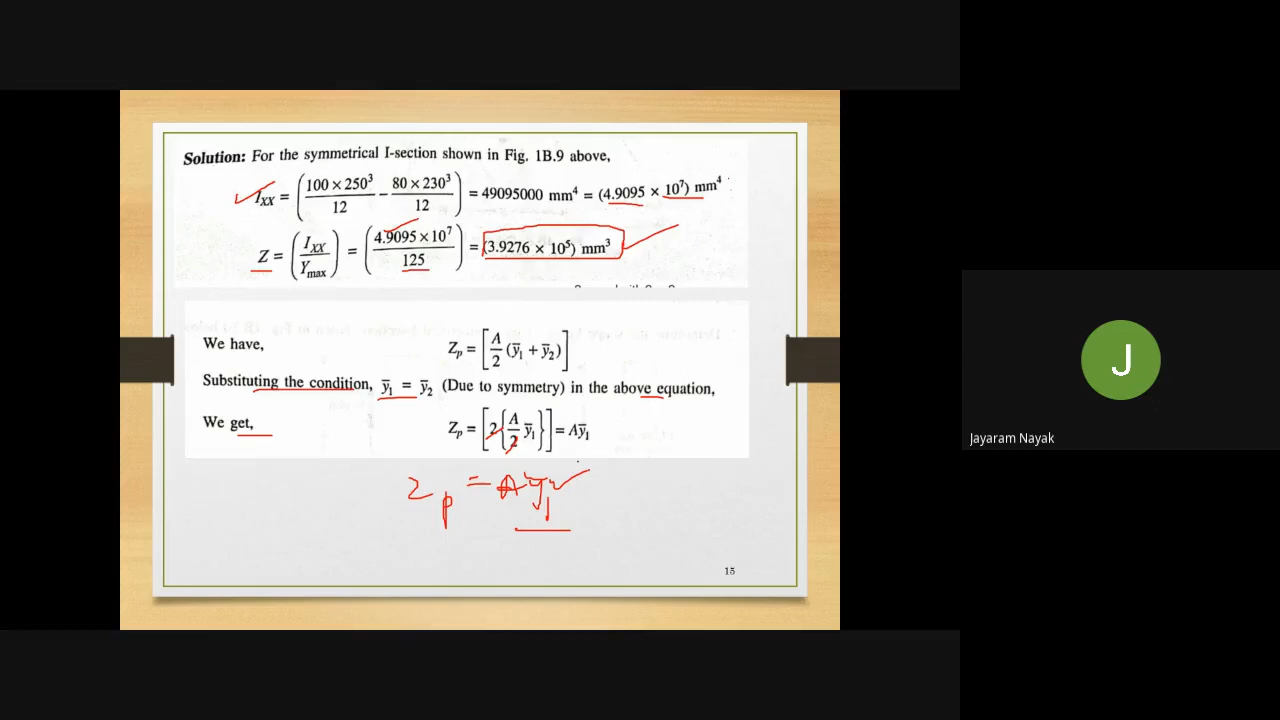 Solution: For the symmetrical I-section shown in Fig. 1B.9 above,
I_XX = (100 × 250³/12 − 80 × 230³/12) = 49095000 mm⁴ = (4.9095 × 10⁷) mm⁴
Z = (I_XX/Y_max) = (4.9095 × 10⁷/125) = (3.9276 × 10⁵) mm³
We have, Z_p = [A/2 (ȳ₁ + ȳ₂)]
Substituting the condition, ȳ₁ = ȳ₂ (Due to symmetry) in the above equation,
We get, Z_p = [2{A/2 ȳ₁}] = Aȳ₁
Z_p = A ȳ₁
15
J
Jayaram Nayak